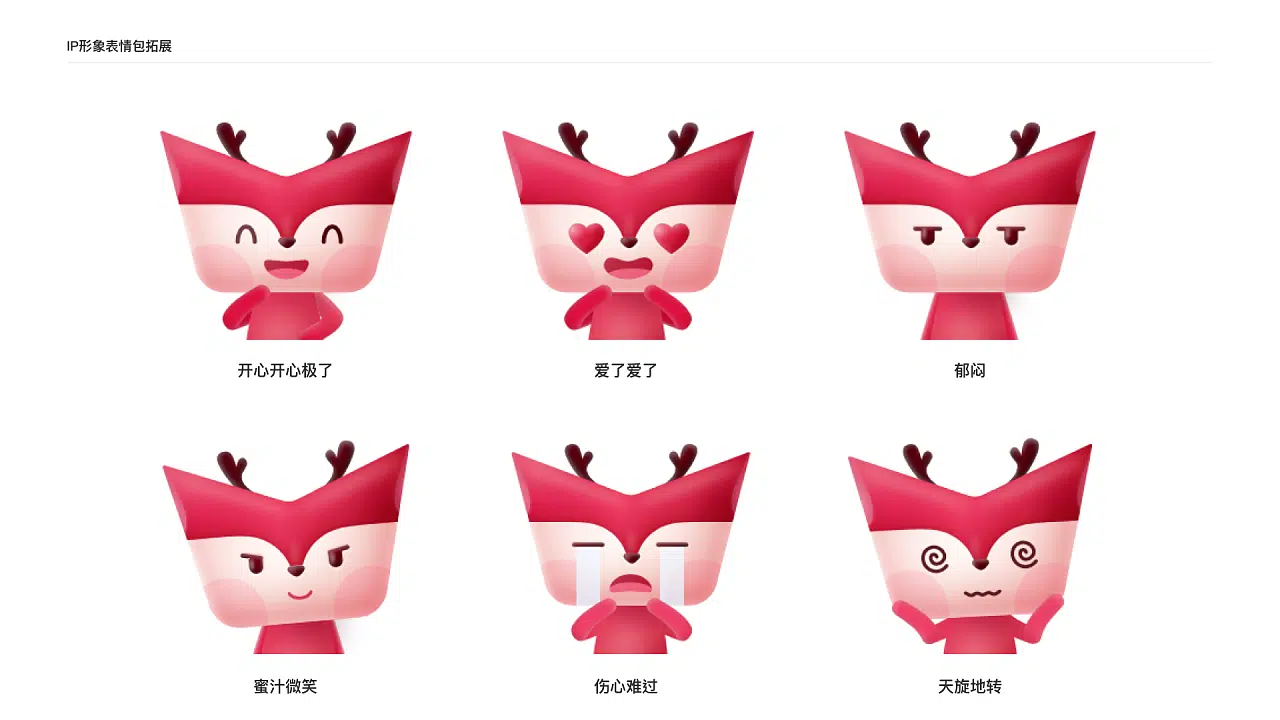 IP形象表情包拓展
开心开心极了
爱了爱了
郁闷
蜜汁微笑
伤心难过
天旋地转